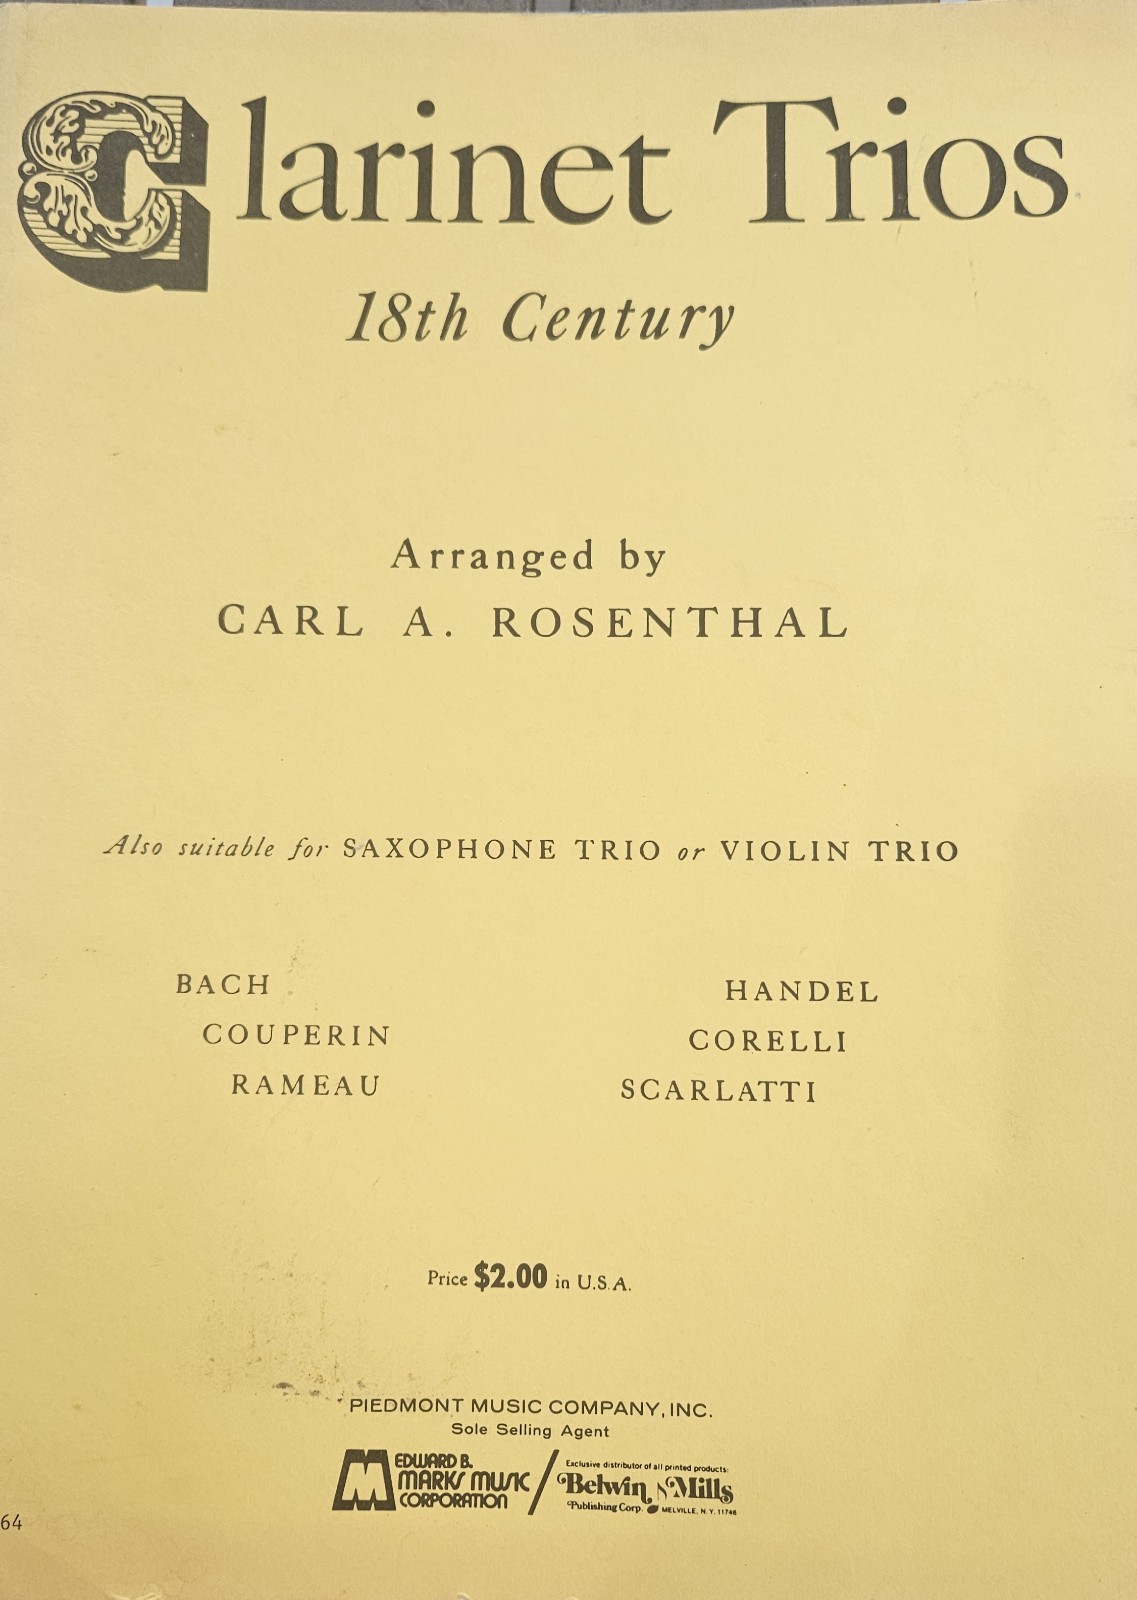 Clarinet Trios
18th Century
Arranged by
CARL A. ROSENTHAL
Also suitable for SAXOPHONE TRIO or VIOLIN TRIO
BACH
COUPERIN
RAMEAU
HANDEL
CORELLI
SCARLATTI
Price $2.00 in U.S.A.
PIEDMONT MUSIC COMPANY, INC.
Sole Selling Agent
M
EDWARD B.
MARKS MUSIC
CORPORATION
Exclusive distributor of all printed products:
Belwin Mills
Publishing Corp. MELVILLE, N.Y. 11746
64